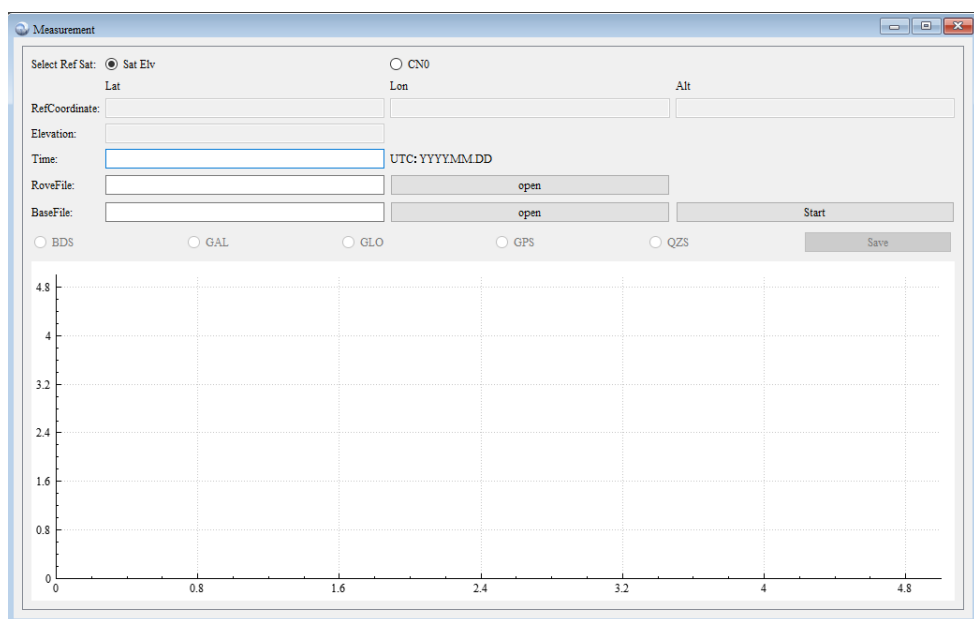 Measurement
Select Ref Sat: Sat Elv CN0
Lat Lon Alt
RefCoordinate:
Elevation:
Time: UTC: YYYY.MM.DD
RoveFile: open
BaseFile: open Start
BDS GAL GLO GPS QZS Save
4.8
4
3.2
2.4
1.6
0.8
0
0 0.8 1.6 2.4 3.2 4 4.8